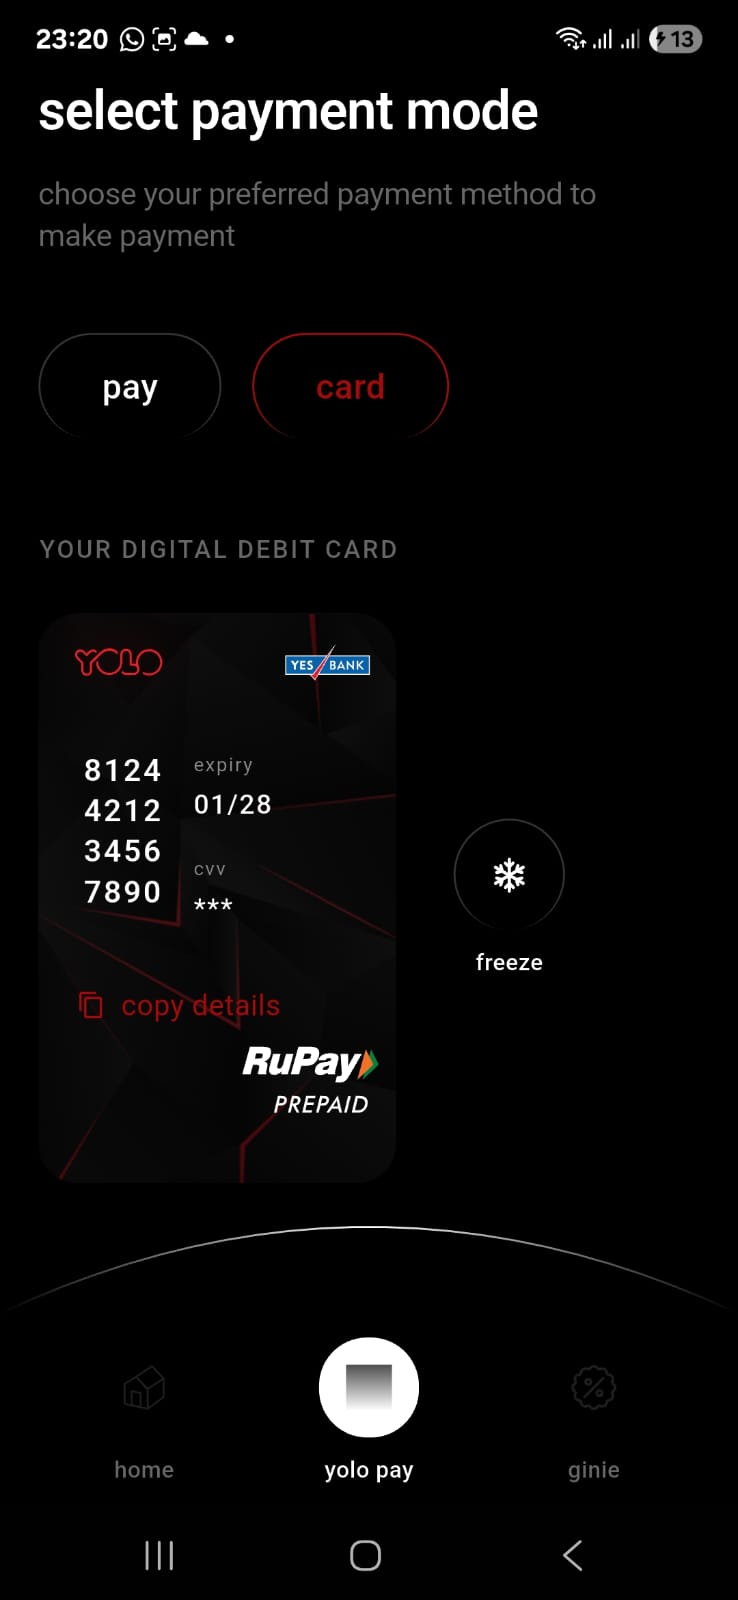 23:20
13
select payment mode
choose your preferred payment method to
make payment
pay
card
YOUR DIGITAL DEBIT CARD
YOLO
YES BANK
8124
4212
3456
7890
expiry
01/28
cvv
***
freeze
copy details
RuPay
PREPAID
home
yolo pay
ginie